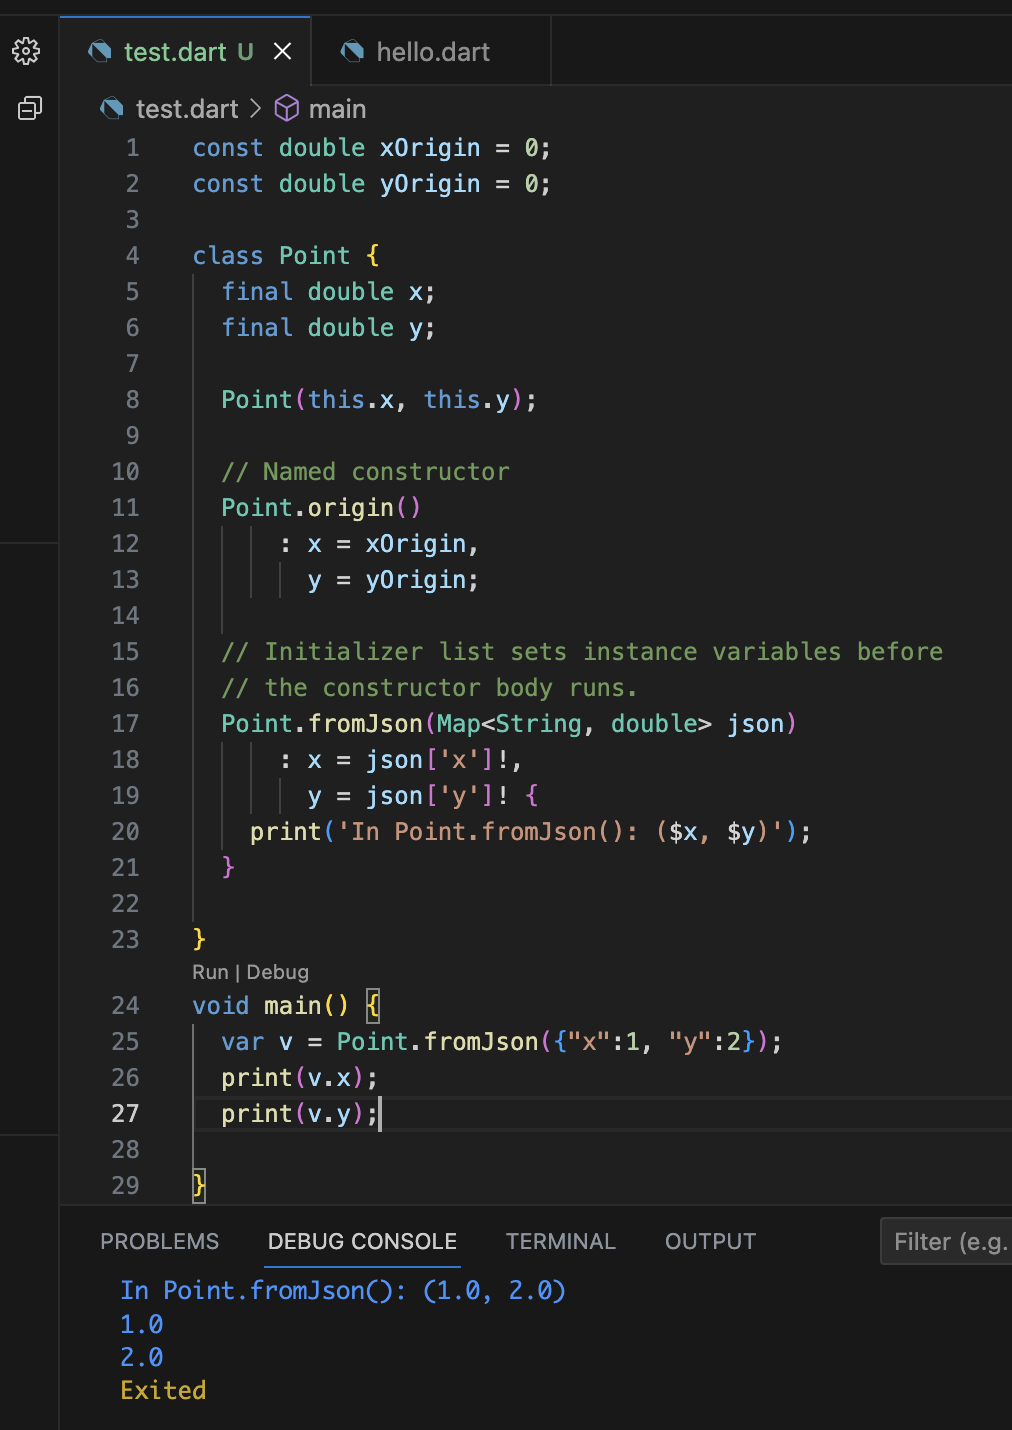 test.dart U
hello.dart
test.dart > main
1 const double xOrigin = 0;
2 const double yOrigin = 0;
3
4 class Point {
5   final double x;
6   final double y;
7
8   Point(this.x, this.y);
9
10   // Named constructor
11   Point.origin()
12       : x = xOrigin,
13         y = yOrigin;
14
15   // Initializer list sets instance variables before
16   // the constructor body runs.
17   Point.fromJson(Map<String, double> json)
18       : x = json['x']!,
19         y = json['y']! {
20     print('In Point.fromJson(): ($x, $y)');
21   }
22
23 }
Run | Debug
24 void main() {
25   var v = Point.fromJson({"x":1, "y":2});
26   print(v.x);
27   print(v.y);
28
29 }
PROBLEMS DEBUG CONSOLE TERMINAL OUTPUT Filter (e.g.
In Point.fromJson(): (1.0, 2.0)
1.0
2.0
Exited